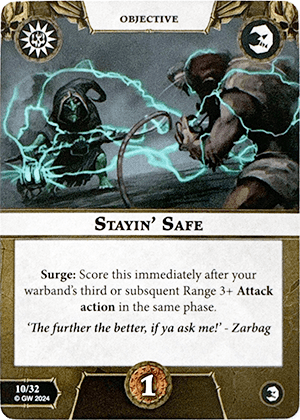 OBJECTIVE
STAYIN' SAFE
Surge: Score this immediately after your
warband's third or subsquent Range 3+ Attack
action in the same phase.
'The further the better, if ya ask me!' - Zarbag
10/32
© GW 2024
1